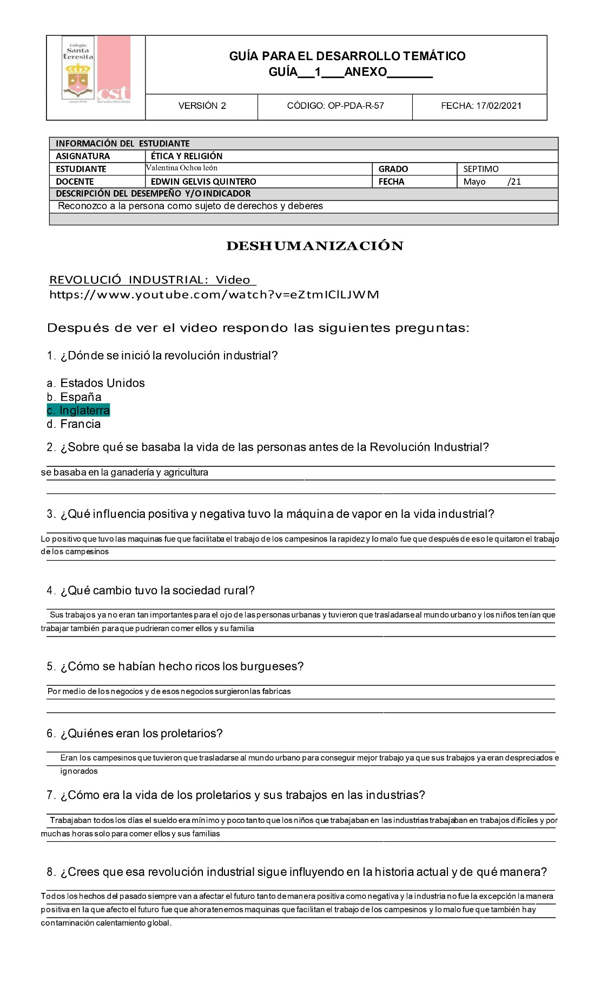 Colegio
Santa
teresita
since 1956
cst
Barrancabermeja
GUÍA PARA EL DESARROLLO TEMÁTICO
GUÍA___1____ANEXO________
VERSIÓN 2
CÓDIGO: OP-PDA-R-57
FECHA: 17/02/2021
INFORMACIÓN DEL ESTUDIANTE
ASIGNATURA ÉTICA Y RELIGIÓN
ESTUDIANTE Valentina Ochoa león GRADO SEPTIMO
DOCENTE EDWIN GELVIS QUINTERO FECHA Mayo /21
DESCRIPCIÓN DEL DESEMPEÑO Y/O INDICADOR
Reconozco a la persona como sujeto de derechos y deberes
DESHUMANIZACIÓN
REVOLUCIÓ INDUSTRIAL: Video
https://www.youtube.com/watch?v=eZtmIClLJWM
Después de ver el video respondo las siguientes preguntas:
1. ¿Dónde se inició la revolución industrial?
a. Estados Unidos
b. España
c. Inglaterra
d. Francia
2. ¿Sobre qué se basaba la vida de las personas antes de la Revolución Industrial?
se basaba en la ganadería y agricultura
3. ¿Qué influencia positiva y negativa tuvo la máquina de vapor en la vida industrial?
Lo positivo que tuvo las maquinas fue que facilitaba el trabajo de los campesinos la rapidez y lo malo fue que después de eso le quitaron el trabajo
de los campesinos
4. ¿Qué cambio tuvo la sociedad rural?
Sus trabajos ya no eran tan importantes para el ojo de las personas urbanas y tuvieron que trasladarse al mundo urbano y los niños tenían que
trabajar también para que pudrieran comer ellos y su familia
5. ¿Cómo se habían hecho ricos los burgueses?
Por medio de los negocios y de esos negocios surgieron las fabricas
6. ¿Quiénes eran los proletarios?
Eran los campesinos que tuvieron que trasladarse al mundo urbano para conseguir mejor trabajo ya que sus trabajos ya eran despreciados e
ignorados
7. ¿Cómo era la vida de los proletarios y sus trabajos en las industrias?
Trabajaban todos los días el sueldo era mínimo y poco tanto que los niños que trabajaban en las industrias trabajaban en trabajos difíciles y por
muchas horas solo para comer ellos y sus familias
8. ¿Crees que esa revolución industrial sigue influyendo en la historia actual y de qué manera?
Todos los hechos del pasado siempre van a afectar el futuro tanto de manera positiva como negativa y la industria no fue la excepción la manera
positiva en la que afecto el futuro fue que ahora tenemos maquinas que facilitan el trabajo de los campesinos y lo malo fue que también hay
contaminación calentamiento global.